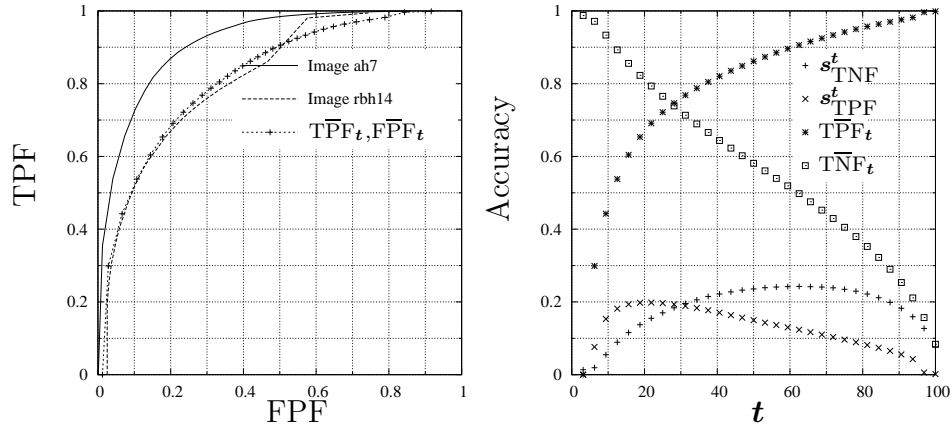 1
0.8
0.6
0.4
0.2
0
0 0.2 0.4 0.6 0.8 1
TPF
FPF
Image ah7
Image rbh14
TP̅F_t,FP̅F_t
1
0.8
0.6
0.4
0.2
0
0 20 40 60 80 100
Accuracy
t
s^t_TNF
s^t_TPF
TP̅F_t
TN̅F_t